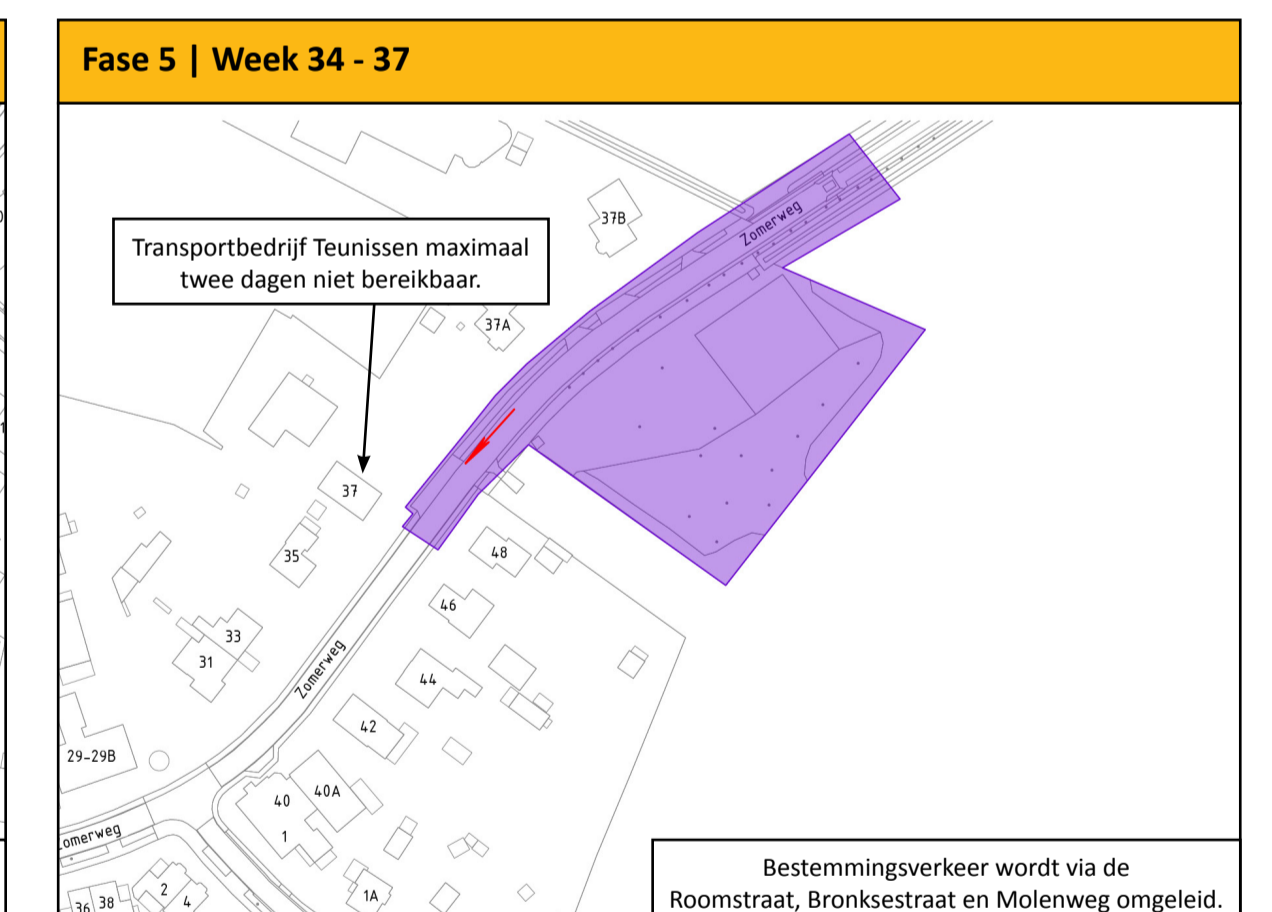 Fase 5 | Week 34 - 37
Zomerweg
37B
Transportbedrijf Teunissen maximaal
twee dagen niet bereikbaar.
37A
37
35
48
46
33
31
Zomerweg
44
42
29-29B
40A
40
1
omerweg
2
4
36
38
1A
Bestemmingsverkeer wordt via de
Roomstraat, Bronksestraat en Molenweg omgeleid.